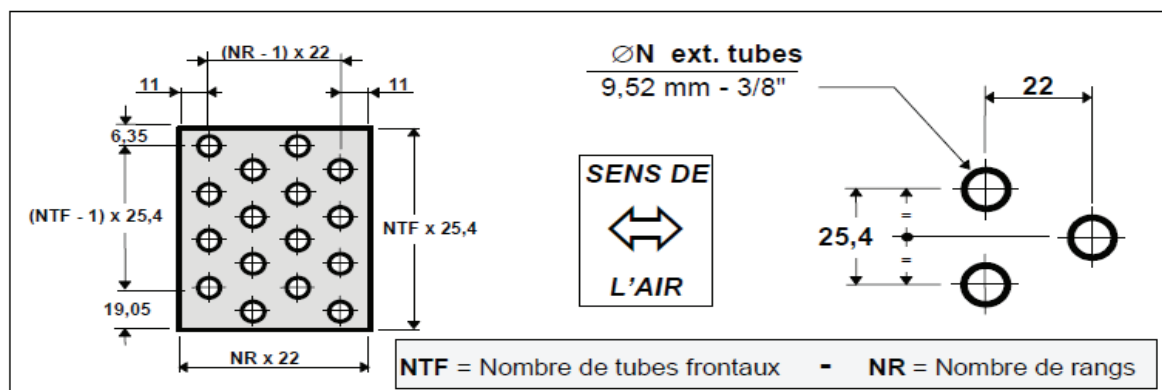 (NR - 1) x 22
11
11
6,35
(NTF - 1) x 25,4
NTF x 25,4
19,05
NR x 22
SENS DE
L'AIR
ØN ext. tubes
9,52 mm - 3/8"
22
=
25,4
=
NTF = Nombre de tubes frontaux - NR = Nombre de rangs